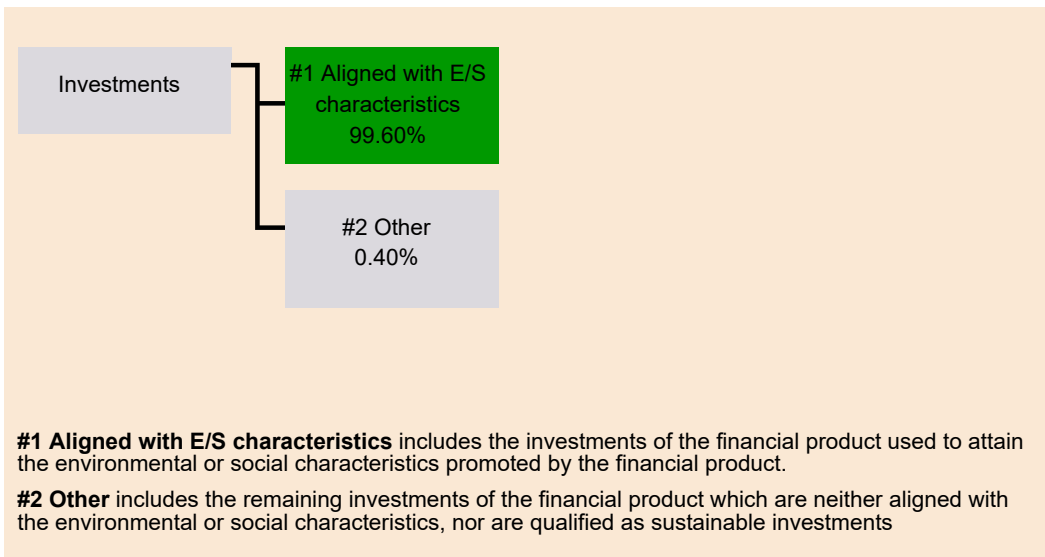 Investments
#1 Aligned with E/S
characteristics
99.60%
#2 Other
0.40%
#1 Aligned with E/S characteristics includes the investments of the financial product used to attain
the environmental or social characteristics promoted by the financial product.
#2 Other includes the remaining investments of the financial product which are neither aligned with
the environmental or social characteristics, nor are qualified as sustainable investments